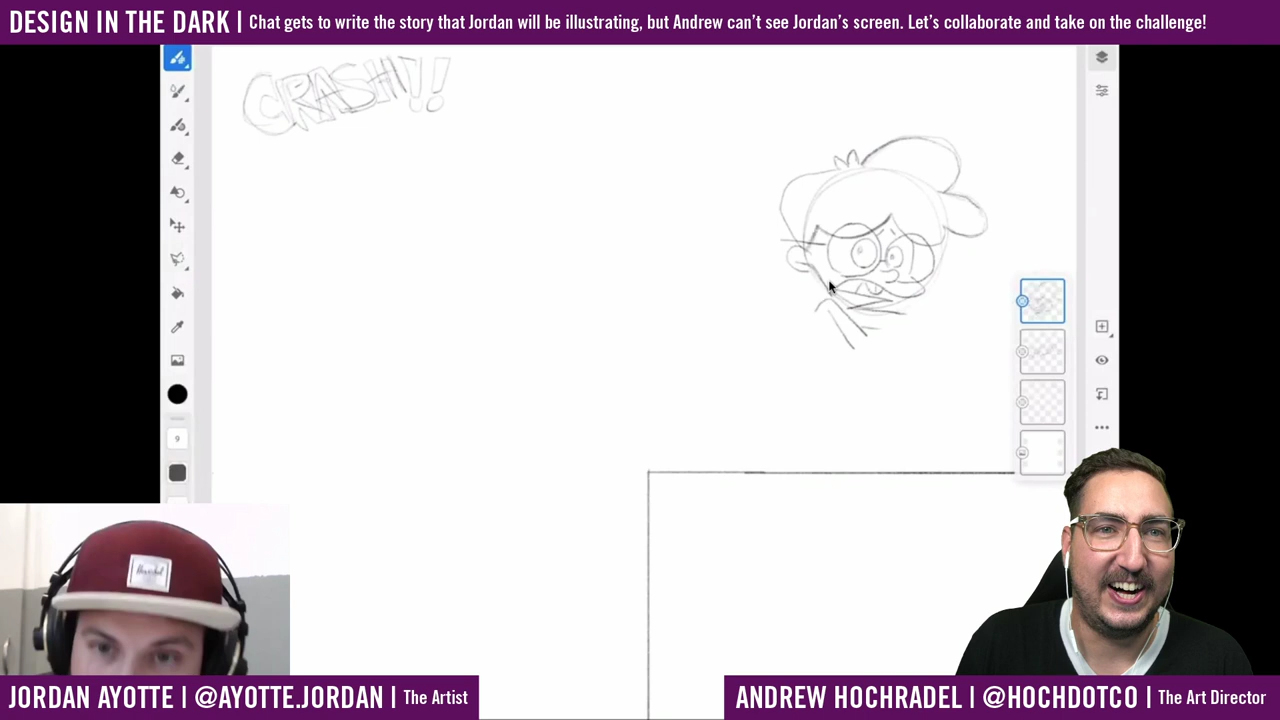 DESIGN IN THE DARK | Chat gets to write the story that Jordan will be illustrating, but Andrew can't see Jordan's screen. Let's collaborate and take on the challenge!
CRASH!!
9
Herschel
JORDAN AYOTTE | @AYOTTE.JORDAN | The Artist
ANDREW HOCHRADEL | @HOCHDOTCO | The Art Director